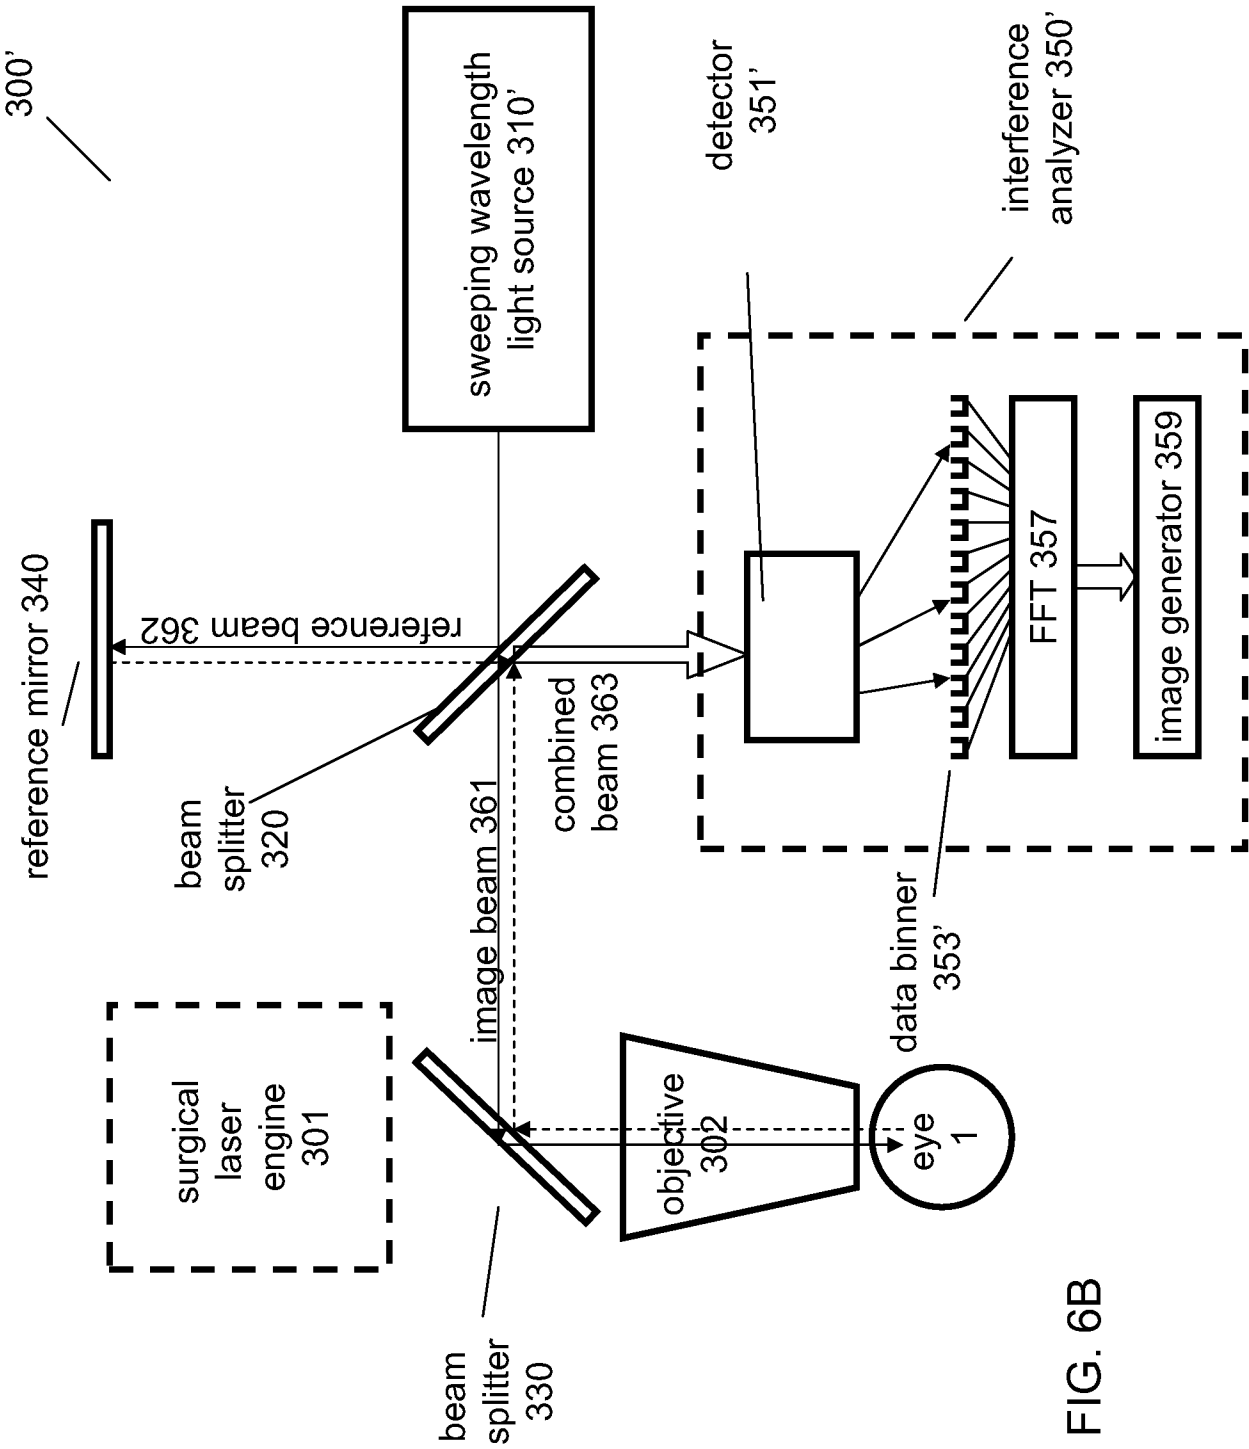 300’
sweeping wavelength
light source 310’
detector
351’
interference
analyzer 350’
reference mirror 340
reference beam 362
beam
splitter
320
combined
beam 363
image beam 361
FFT 357
image generator 359
data binner
353’
surgical
laser
engine
301
objective
302
eye
1
beam
splitter
330
FIG. 6B